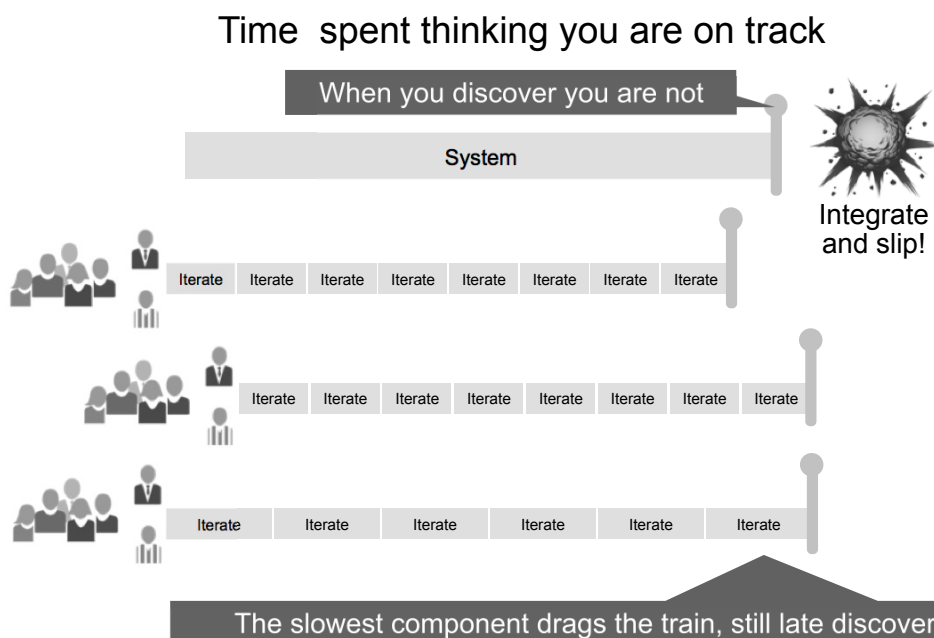 Time spent thinking you are on track
When you discover you are not
System
Integrate
and slip!
Iterate Iterate Iterate Iterate Iterate Iterate Iterate Iterate
Iterate Iterate Iterate Iterate Iterate Iterate Iterate Iterate
Iterate Iterate Iterate Iterate Iterate Iterate
The slowest component drags the train, still late discover